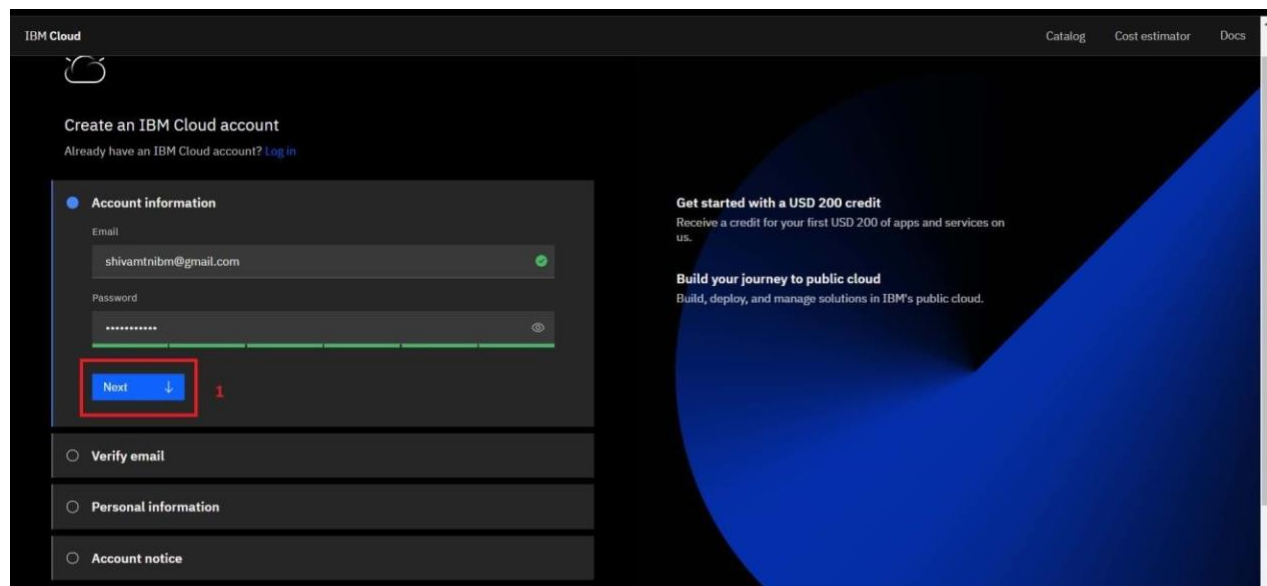 IBM Cloud
Catalog
Cost estimator
Docs
Create an IBM Cloud account
Already have an IBM Cloud account? Log in
Account information
Email
shivamtnibm@gmail.com
Password
•••••••••••
Next ↓
1
Verify email
Personal information
Account notice
Get started with a USD 200 credit
Receive a credit for your first USD 200 of apps and services on
us.
Build your journey to public cloud
Build, deploy, and manage solutions in IBM's public cloud.